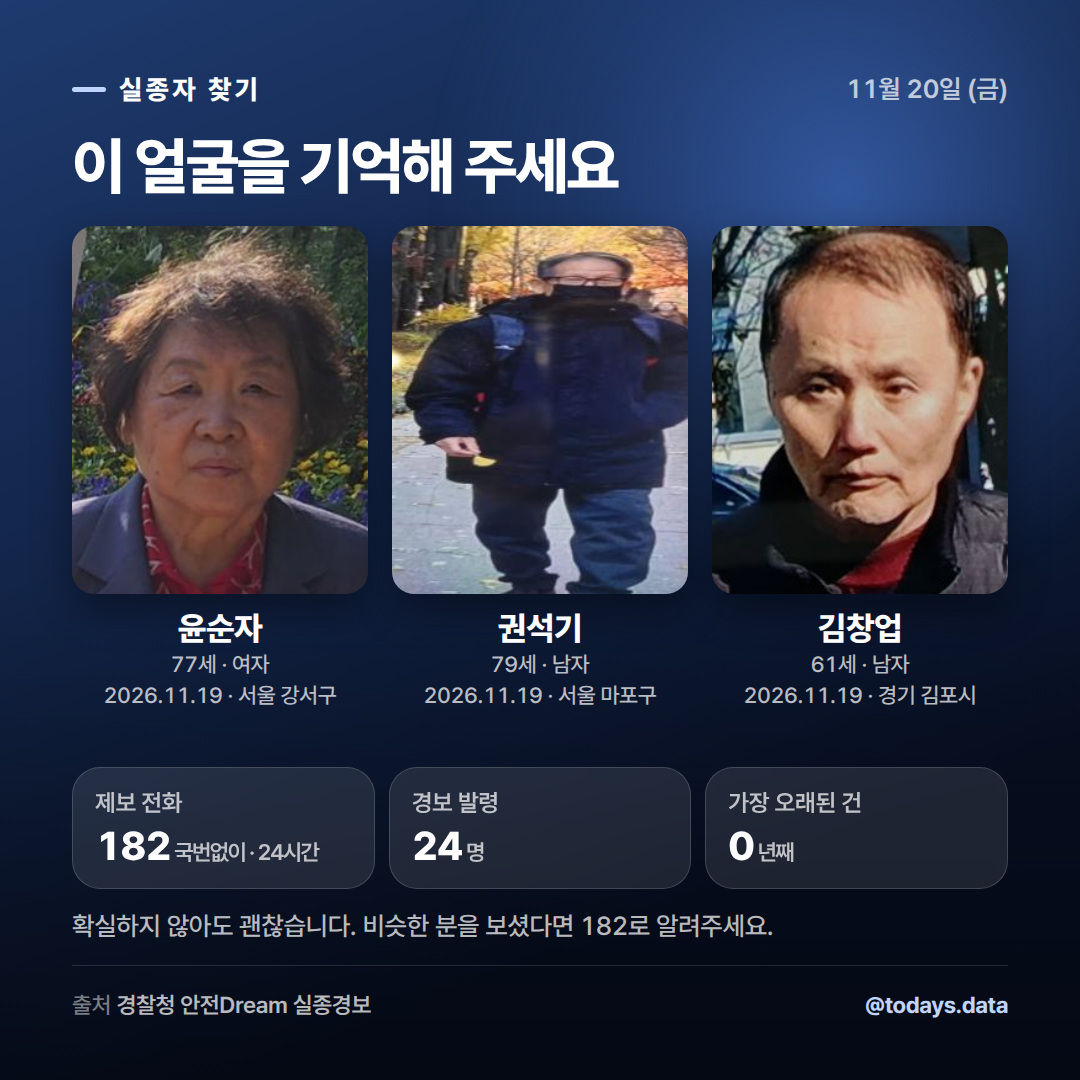 실종자 찾기
11월 20일 (금)
이 얼굴을 기억해 주세요
윤순자
77세 · 여자
2026.11.19 · 서울 강서구
권석기
79세 · 남자
2026.11.19 · 서울 마포구
김창업
61세 · 남자
2026.11.19 · 경기 김포시
제보 전화
182 국번없이 · 24시간
경보 발령
24 명
가장 오래된 건
0 년째
확실하지 않아도 괜찮습니다. 비슷한 분을 보셨다면 182로 알려주세요.
출처 경찰청 안전Dream 실종경보
@todays.data